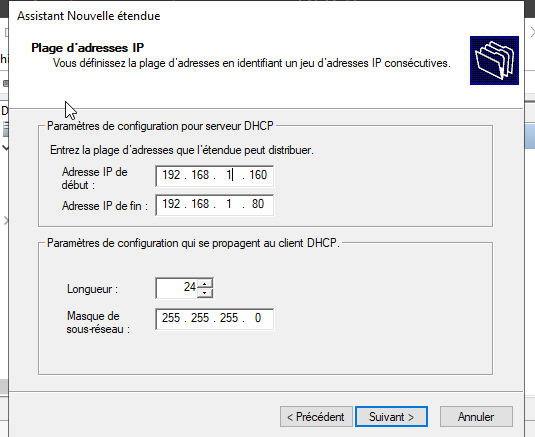 Assistant Nouvelle étendue
Plage d'adresses IP
Vous définissez la plage d'adresses en identifiant un jeu d'adresses IP consécutives.
Paramètres de configuration pour serveur DHCP
Entrez la plage d'adresses que l'étendue peut distribuer.
Adresse IP de
début :
192 . 168 . 1 . 160
Adresse IP de fin :
192 . 168 . 1 . 80
Paramètres de configuration qui se propagent au client DHCP.
Longueur :
24
Masque de
sous-réseau :
255 . 255 . 255 . 0
< Précédent
Suivant >
Annuler